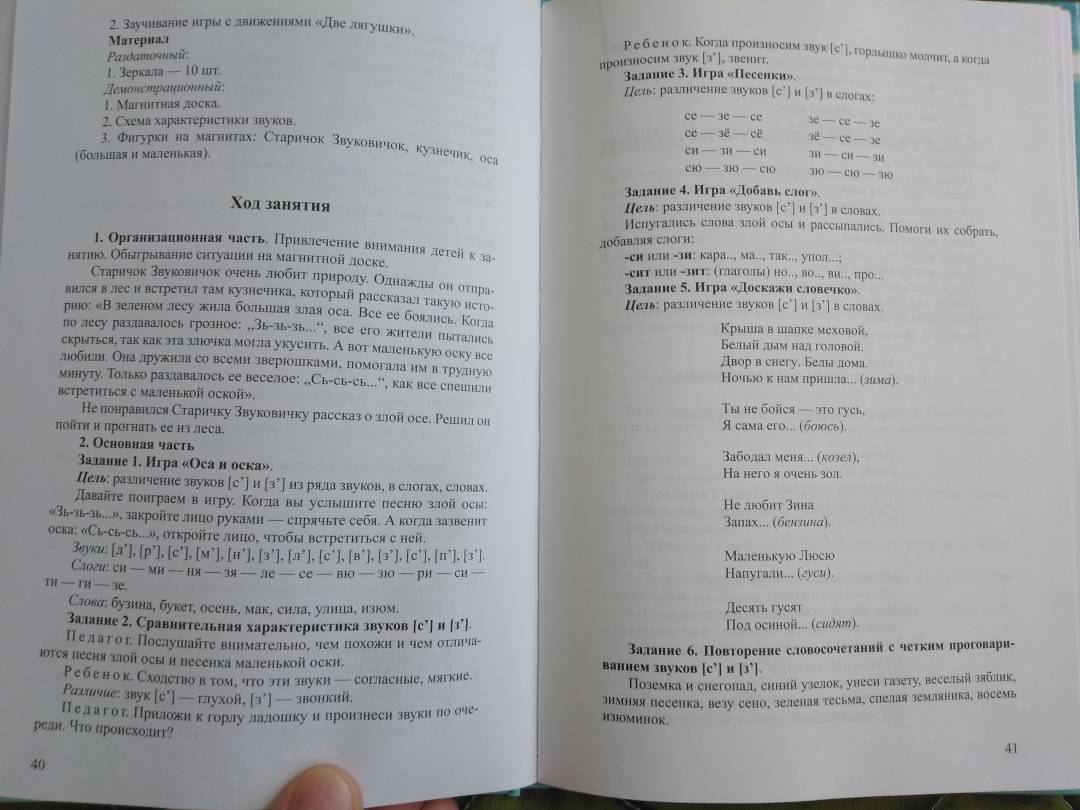 2. Заучивание игры с движениями «Две лягушки».
Материал
Раздаточный:
1. Зеркала — 10 шт.
Демонстрационный:
1. Магнитная доска.
2. Схема характеристики звуков.
3. Фигурки на магнитах: Старичок Звуковичок, кузнечик, оса
(большая и маленькая).
Ход занятия
1. Организационная часть. Привлечение внимания детей к за-
нятию. Обыгрывание ситуации на магнитной доске.
Старичок Звуковичок очень любит природу. Однажды он отпра-
вился в лес и встретил там кузнечика, который рассказал такую исто-
рию: «В зеленом лесу жила большая злая оса. Все ее боялись. Когда
по лесу раздавалось грозное: „Зь-зь-зь...“, все его жители пытались
скрыться, так как эта злючка могла укусить. А вот маленькую оску все
любили. Она дружила со всеми зверюшками, помогала им в трудную
минуту. Только раздавалось ее веселое: „Сь-сь-сь...“, как все спешили
встретиться с маленькой оской».
Не понравился Старичку Звуковичку рассказ о злой осе. Решил он
пойти и прогнать ее из леса.
2. Основная часть
Задание 1. Игра «Оса и оска».
Цель: различение звуков [с’] и [з’] из ряда звуков, в слогах, словах.
Давайте поиграем в игру. Когда вы услышите песню злой осы:
«Зь-зь-зь...», закройте лицо руками — спрячьте себя. А когда зазвенит
оска: «Сь-сь-сь...», откройте лицо, чтобы встретиться с ней.
Звуки: [д’], [р’], [с’], [м’], [н’], [з’], [л’], [с’], [в’], [з’], [с’], [п’], [з’].
Слоги: си — ми — ня — зя — ле — се — вю — зю — ри — си —
ти — ги — зе.
Слова: бузина, букет, осень, мак, сила, улица, изюм.
Задание 2. Сравнительная характеристика звуков [с’] и [з’].
Педагог. Послушайте внимательно, чем похожи и чем отлича-
ются песня злой осы и песенка маленькой оски.
Ребенок. Сходство в том, что эти звуки — согласные, мягкие.
Различие: звук [с’] — глухой, [з’] — звонкий.
Педагог. Приложи к горлу ладошку и произнеси звуки по оче-
реди. Что происходит?
40
Ребенок. Когда произносим звук [с’], горлышко молчит, а когда
произносим звук [з’], звенит.
Задание 3. Игра «Песенки».
Цель: различение звуков [с’] и [з’] в слогах:
се — зе — се зе — се — зе
се — зё — сё зё — се — зе
си — зи — си зи — си — зи
сю — зю — сю зю — сю — зю
Задание 4. Игра «Добавь слог».
Цель: различение звуков [с’] и [з’] в словах.
Испугались слова злой осы и рассыпались. Помоги их собрать,
добавляя слоги:
-си или -зи: кара.., ма.., так.., упол...;
-сит или -зит: (глаголы) но.., во.., ви.., про...
Задание 5. Игра «Доскажи словечко».
Цель: различение звуков [с’] и [з’] в словах.
Крыша в шапке меховой,
Белый дым над головой.
Двор в снегу. Белы дома.
Ночью к нам пришла... (зима).
Ты не бойся — это гусь,
Я сама его... (боюсь).
Забодал меня... (козел),
На него я очень зол.
Не любит Зина
Запах... (бензина).
Маленькую Люсю
Напугали... (гуси).
Десять гусят
Под осиной... (сидят).
Задание 6. Повторение словосочетаний с четким проговари-
ванием звуков [с’] и [з’].
Поземка и снегопад, синий узелок, унеси газету, веселый зяблик,
зимняя песенка, везу сено, зеленая тесьма, спелая земляника, восемь
изюминок.
41